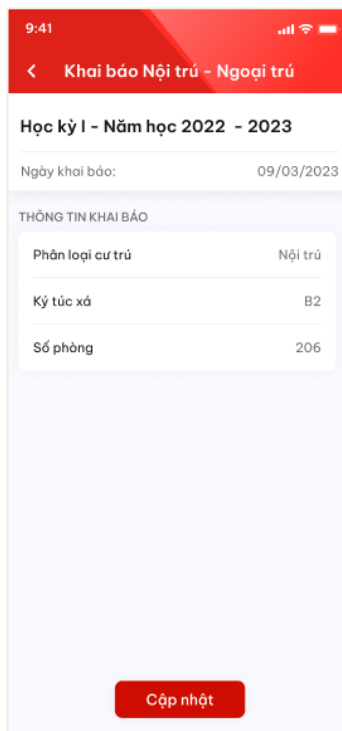 9:41
Khai báo Nội trú - Ngoại trú
Học kỳ I - Năm học 2022 - 2023
Ngày khai báo: 09/03/2023
THÔNG TIN KHAI BÁO
Phân loại cư trú Nội trú
Ký túc xá B2
Số phòng 206
Cập nhật